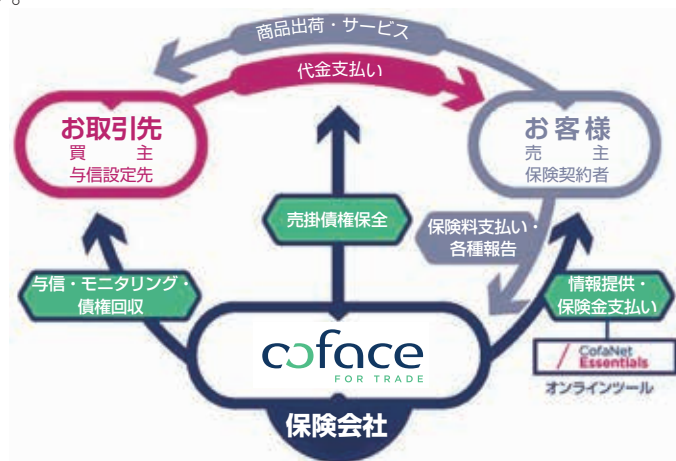 。
商品出荷・サービス
代金支払い
お取引先
買　　主
与信設定先
お客様
売　　主
保険契約者
売掛債権保全
保険料支払い・
各種報告
与信・モニタリング・
債権回収
情報提供・
保険金支払い
coface
FOR TRADE
CofaNet
Essentials
オンラインツール
保険会社